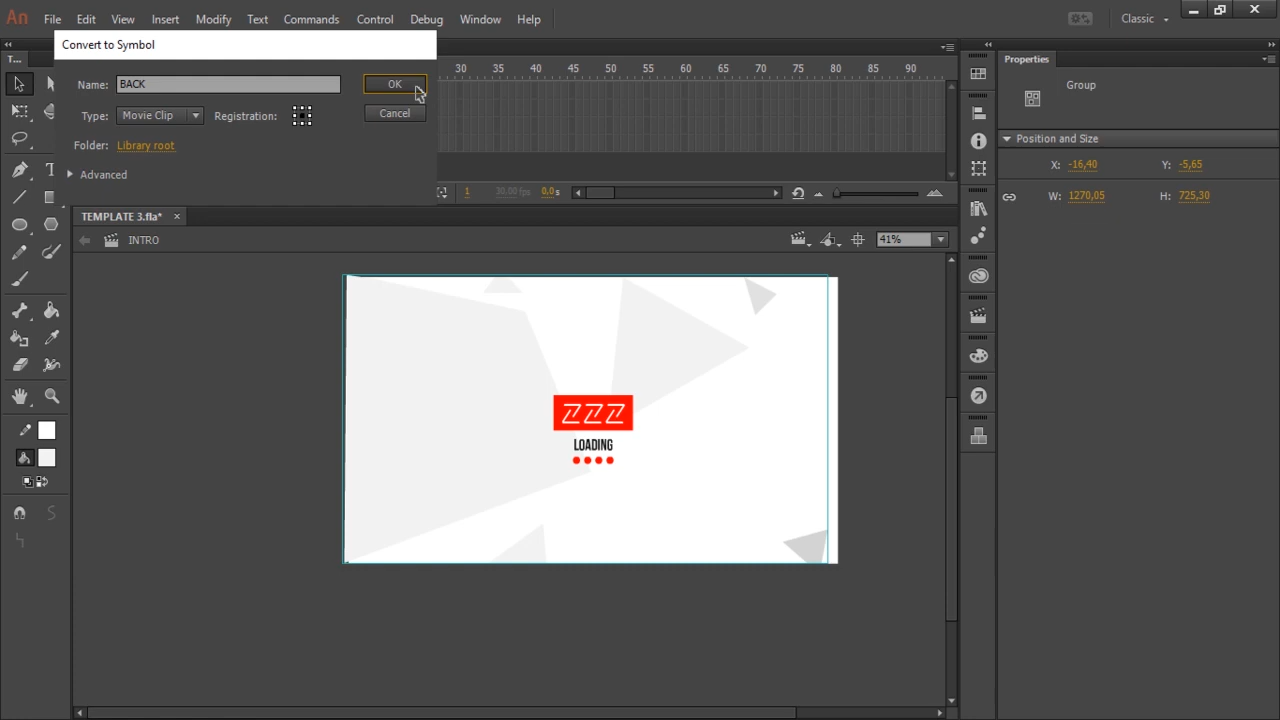 An File Edit View Insert Modify Text Commands Control Debug Window Help Classic
Convert to Symbol
T...
Name: BACK OK
Type: Movie Clip Registration: Cancel
Folder: Library root
Advanced
30 35 40 45 50 55 60 65 70 75 80 85 90
1 30,00 fps 0,0s
TEMPLATE 3.fla* ×
INTRO 41%
ZZZ
LOADING
Properties
Group
Position and Size
X: -16,40 Y: -5,65
W: 1270,05 H: 725,30